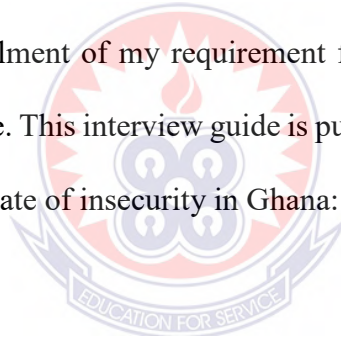 lment of my requirement f
e. This interview guide is pu
ate of insecurity in Ghana:
EDUCATION FOR SERVICE